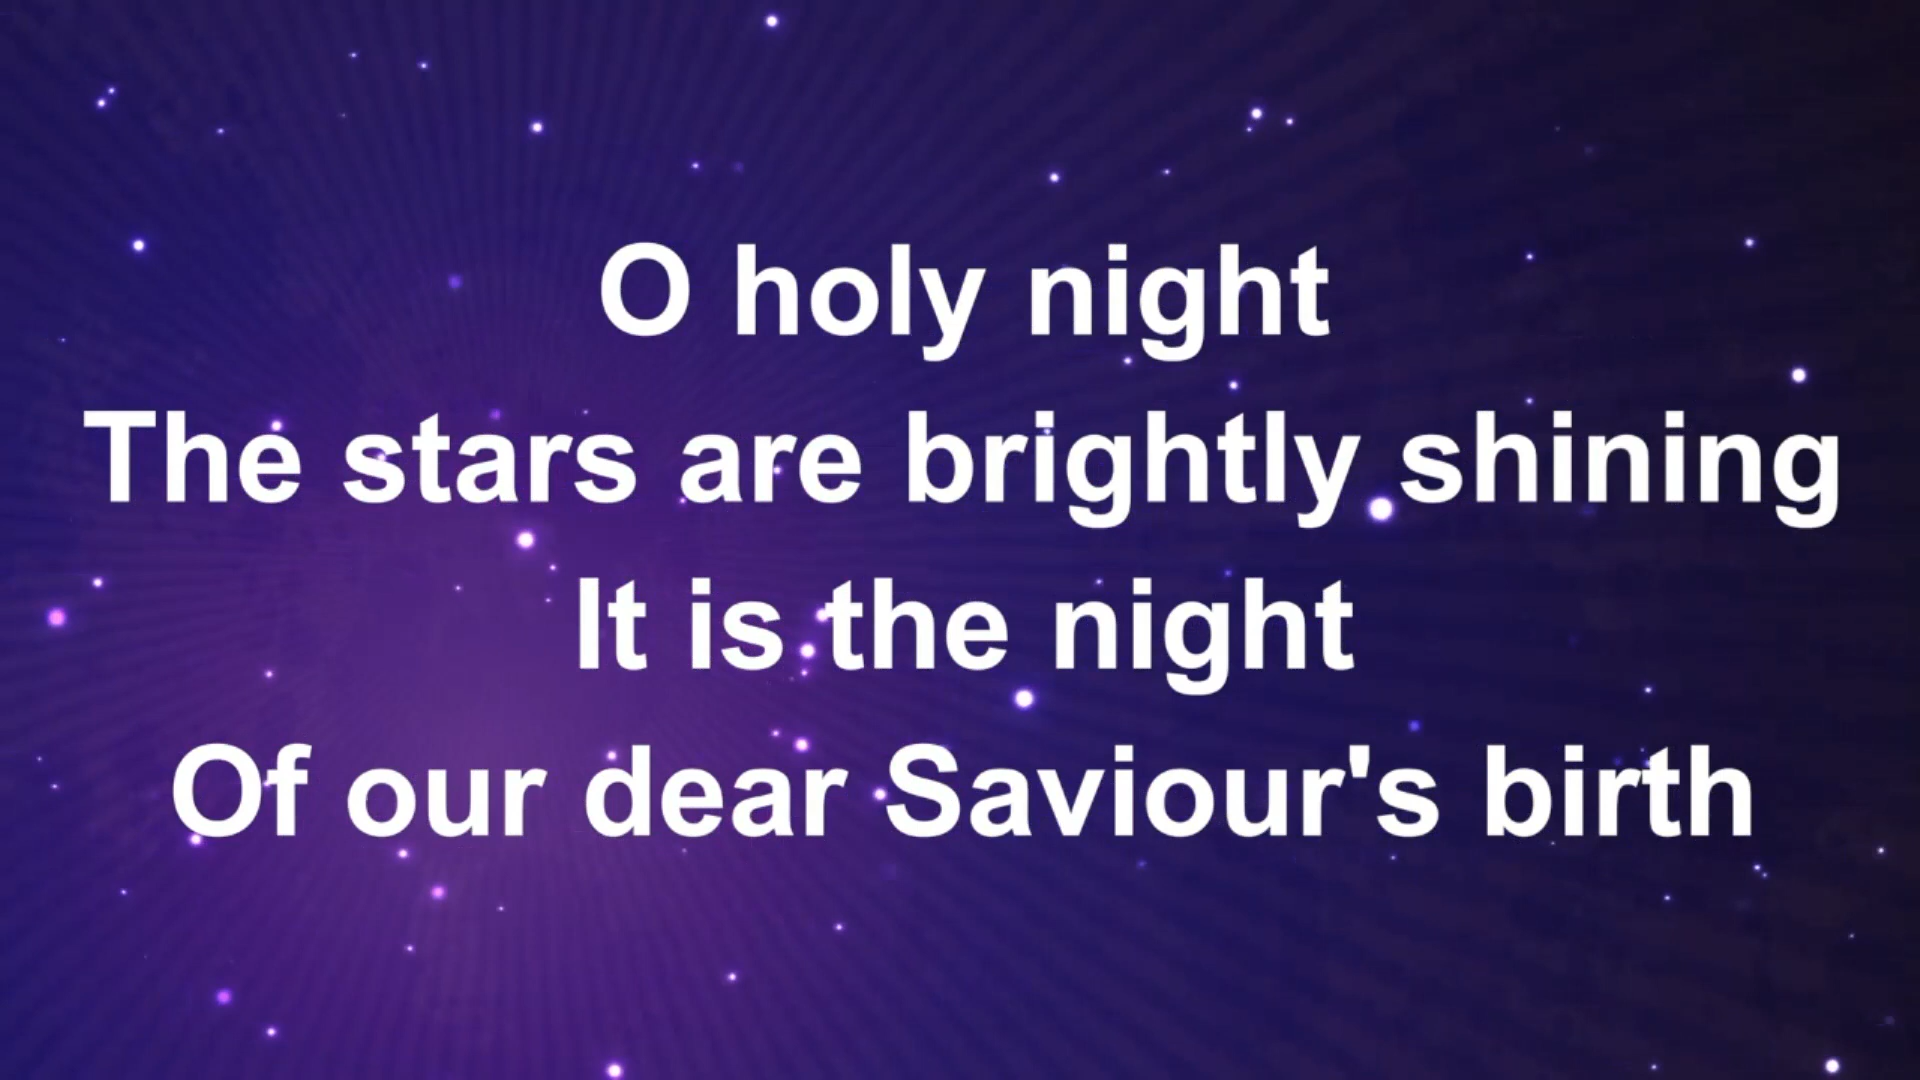 O holy night
The stars are brightly shining
It is the night
Of our dear Saviour's birth